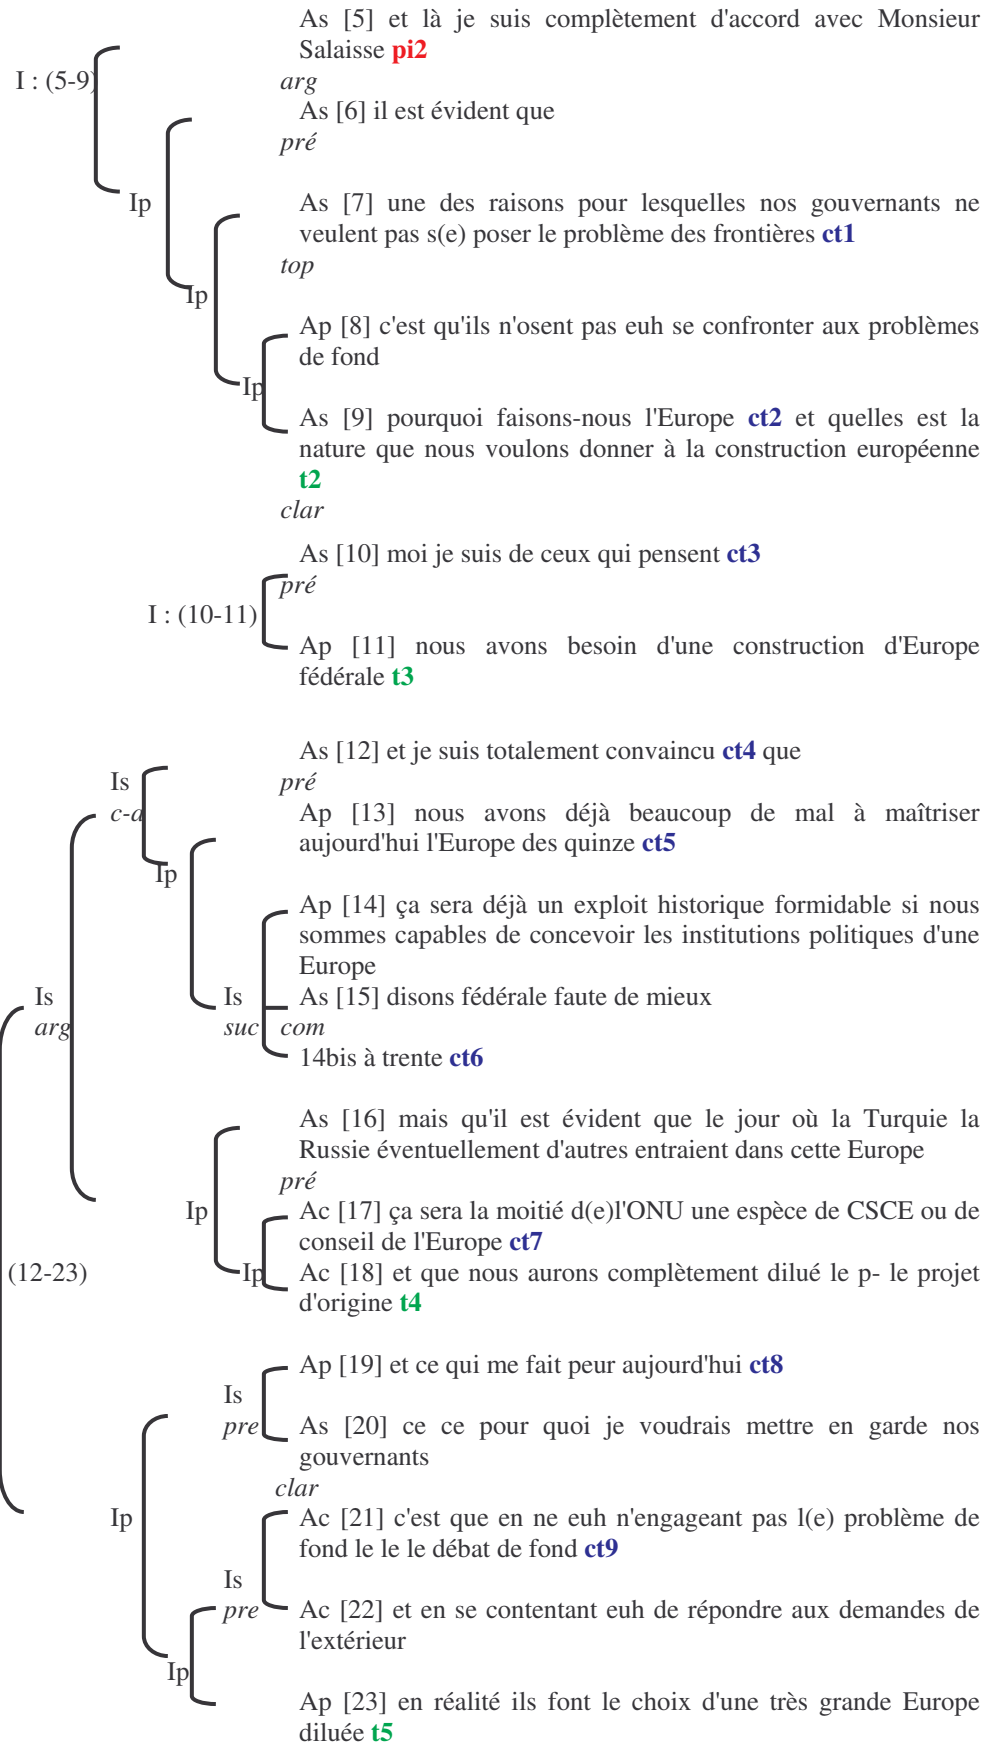 As [5] et là je suis complètement d'accord avec Monsieur
Salaisse pi2
I : (5-9)
arg
As [6] il est évident que
pré
Ip
As [7] une des raisons pour lesquelles nos gouvernants ne
veulent pas s(e) poser le problème des frontières ct1
top
Ip
Ap [8] c'est qu'ils n'osent pas euh se confronter aux problèmes
de fond
Ip
As [9] pourquoi faisons-nous l'Europe ct2 et quelles est la
nature que nous voulons donner à la construction européenne
t2
clar
As [10] moi je suis de ceux qui pensent ct3
pré
I : (10-11)
Ap [11] nous avons besoin d'une construction d'Europe
fédérale t3
As [12] et je suis totalement convaincu ct4 que
Is
pré
c-a
Ap [13] nous avons déjà beaucoup de mal à maîtriser
aujourd'hui l'Europe des quinze ct5
Ip
Ap [14] ça sera déjà un exploit historique formidable si nous
sommes capables de concevoir les institutions politiques d'une
Europe
Is
Is
As [15] disons fédérale faute de mieux
arg
suc
com
14bis à trente ct6
As [16] mais qu'il est évident que le jour où la Turquie la
Russie éventuellement d'autres entraient dans cette Europe
pré
Ip
Ac [17] ça sera la moitié d(e)l'ONU une espèce de CSCE ou de
conseil de l'Europe ct7
(12-23)
Ip
Ac [18] et que nous aurons complètement dilué le p- le projet
d'origine t4
Ap [19] et ce qui me fait peur aujourd'hui ct8
Is
pre
As [20] ce ce pour quoi je voudrais mettre en garde nos
gouvernants
clar
Ip
Ac [21] c'est que en ne euh n'engageant pas l(e) problème de
fond le le le débat de fond ct9
Is
pre
Ac [22] et en se contentant euh de répondre aux demandes de
l'extérieur
Ip
Ap [23] en réalité ils font le choix d'une très grande Europe
diluée t5